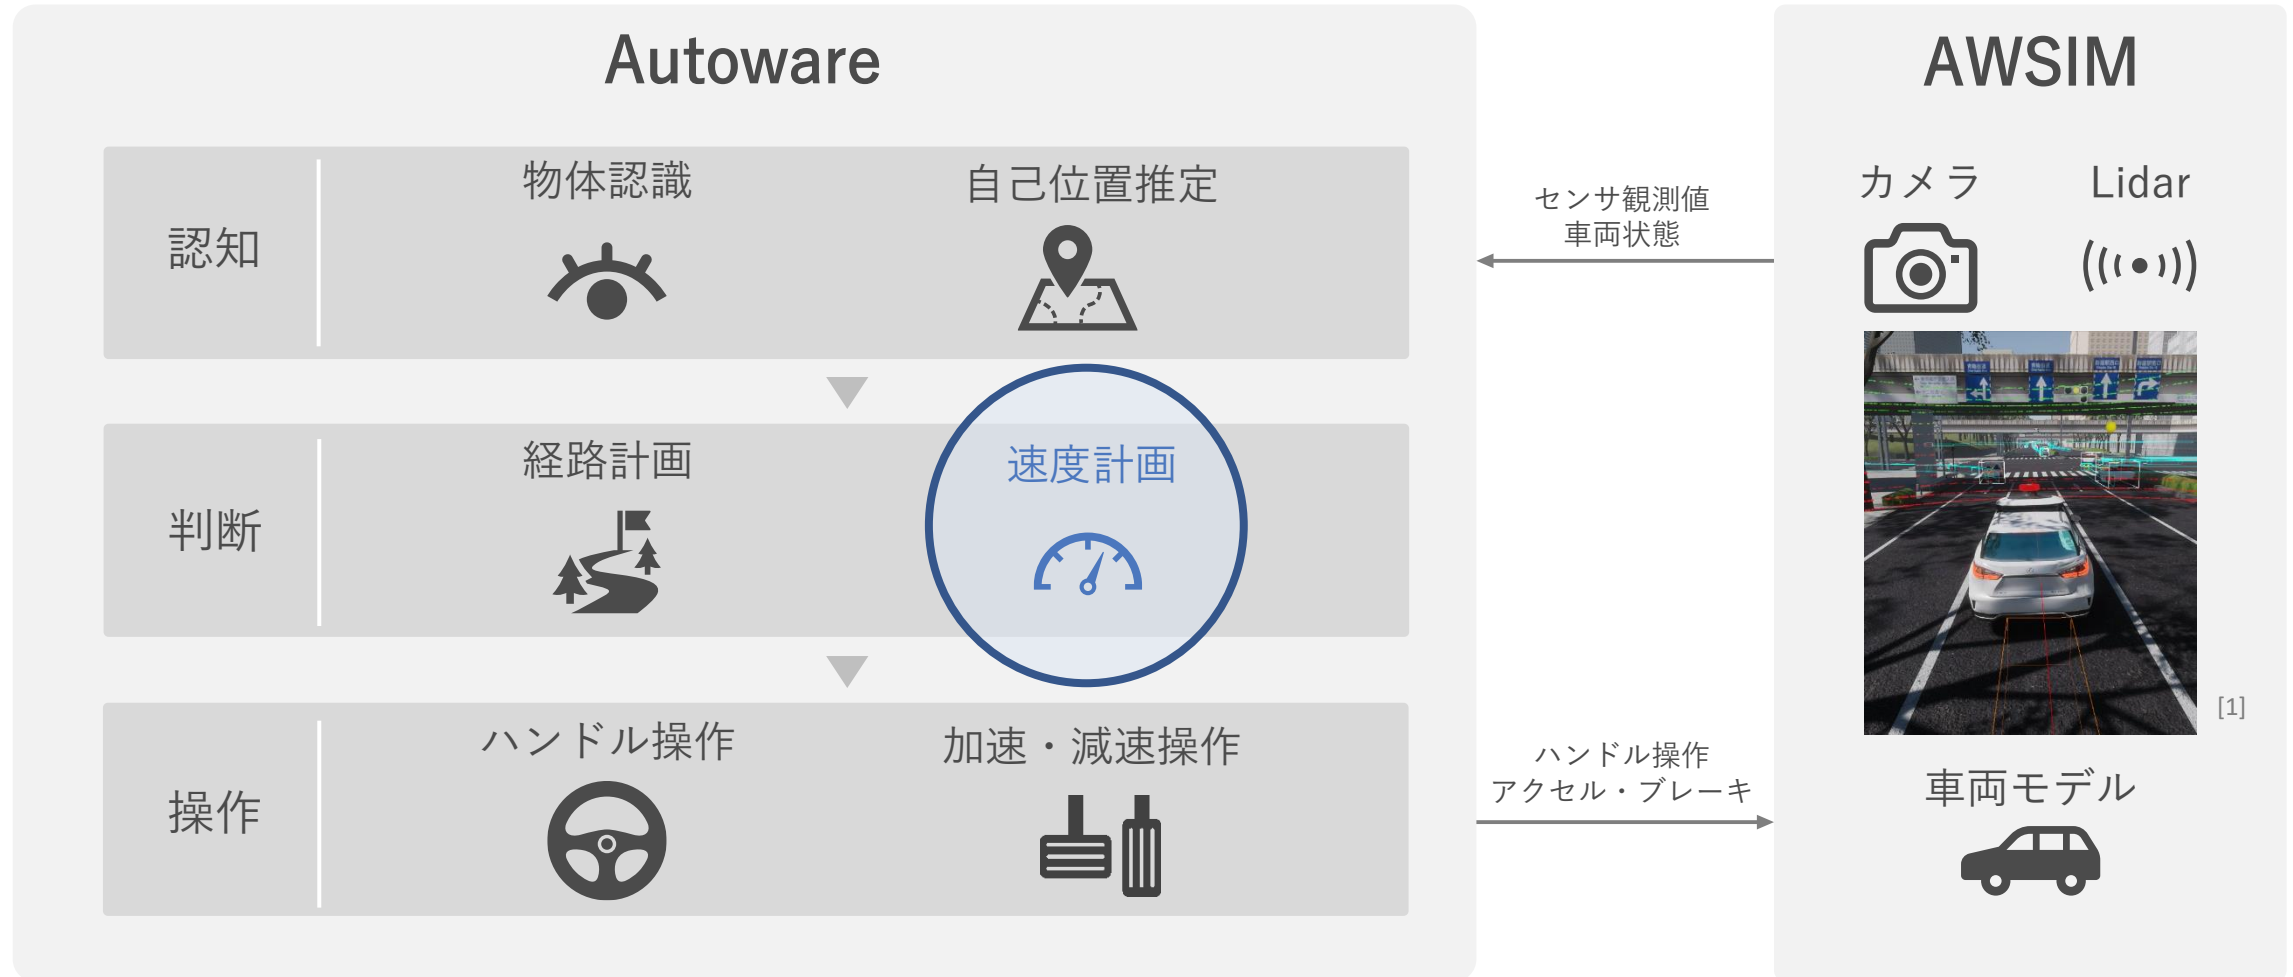 Autoware
認知
物体認識
自己位置推定
判断
経路計画
速度計画
操作
ハンドル操作
加速・減速操作
センサ観測値
車両状態
ハンドル操作
アクセル・ブレーキ
AWSIM
カメラ
Lidar
[1]
車両モデル